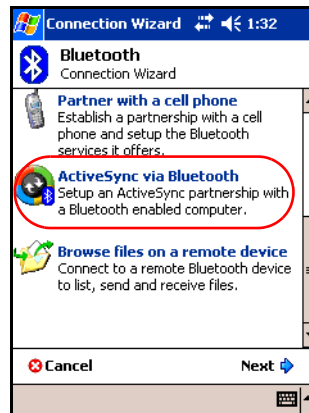 Connection Wizard 1:32
Bluetooth
Connection Wizard
Partner with a cell phone
Establish a partnership with a cell
phone and setup the Bluetooth
services it offers.
ActiveSync via Bluetooth
Setup an ActiveSync partnership with
a Bluetooth enabled computer.
Browse files on a remote device
Connect to a remote Bluetooth device
to list, send and receive files.
Cancel Next